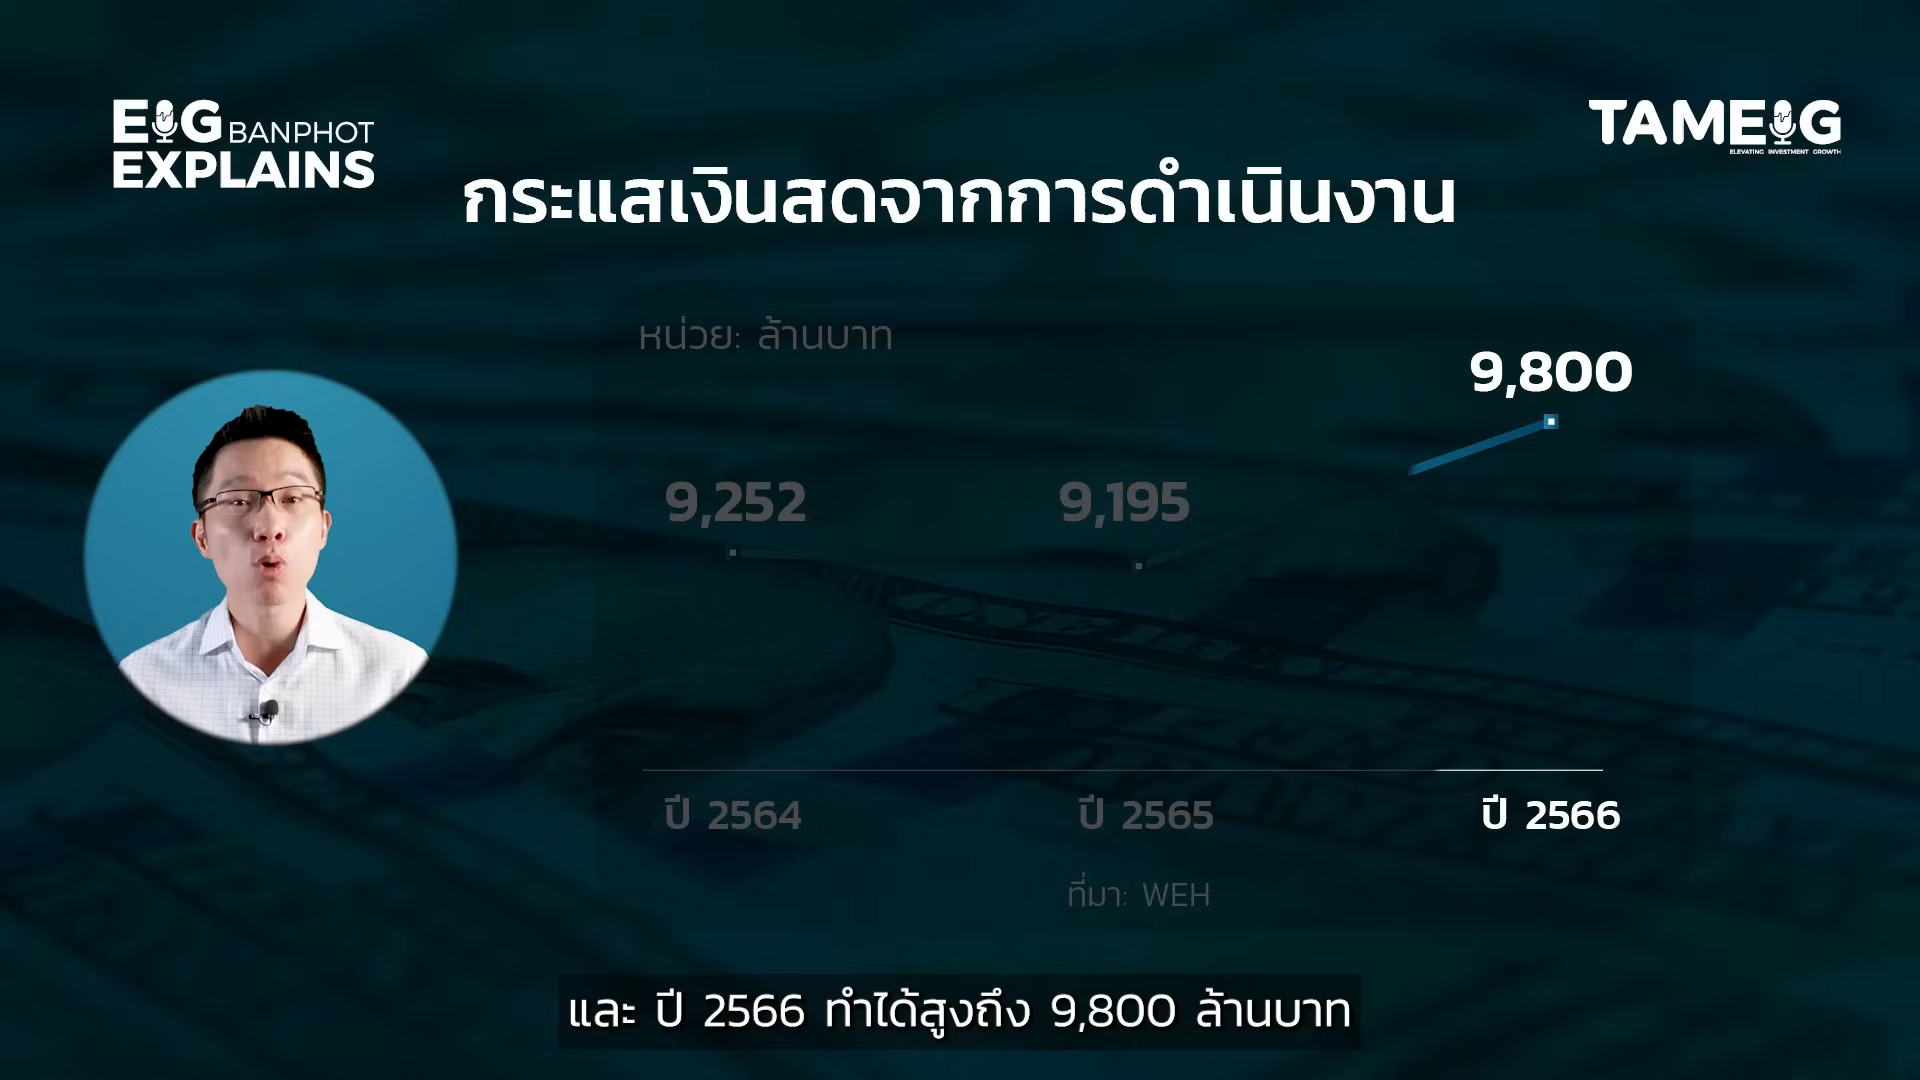 EIG BANPHOT
EXPLAINS
TAMEIG
ELEVATING INVESTMENT GROWTH
กระแสเงินสดจากการดำเนินงาน
หน่วย: ล้านบาท
9,800
9,252
9,195
ปี 2564
ปี 2565
ปี 2566
ที่มา: WEH
และ ปี 2566 ทำได้สูงถึง 9,800 ล้านบาท